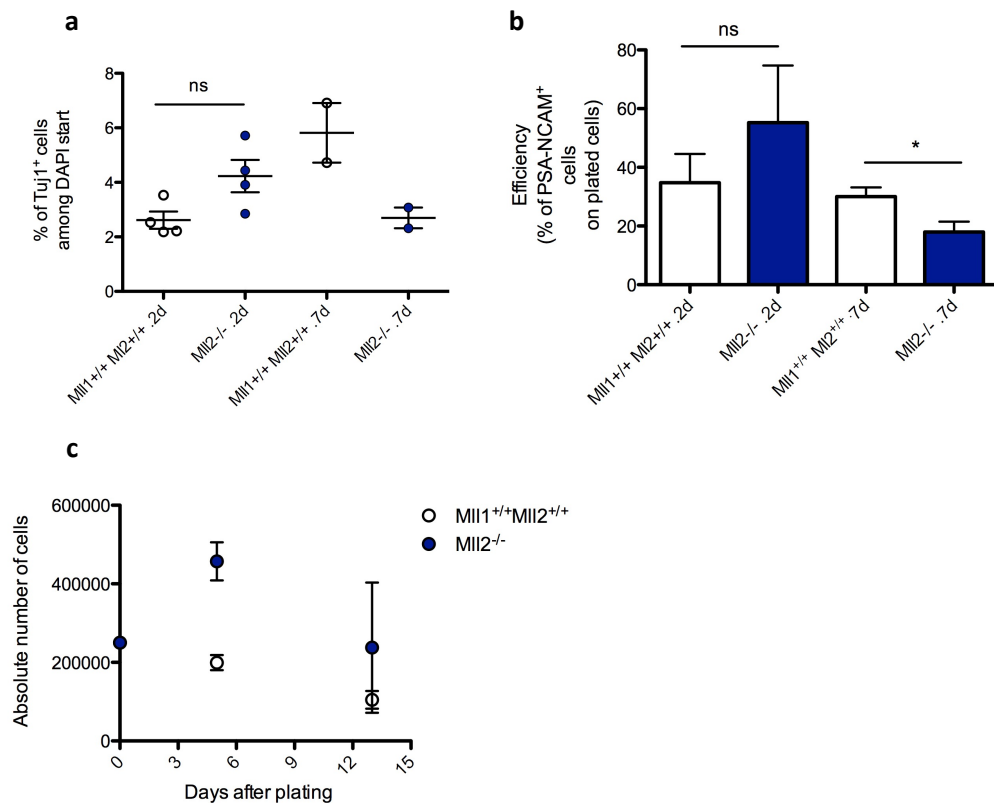 a
8
6
4
2
0
% of Tuj1⁺ cells
among DAPI start
ns
Mll1+/+ Ml2+/+ .2d
Mll2-/- .2d
Mll1+/+ Mll2+/+ .7d
Mll2-/- .7d
b
80
60
40
20
0
Efficiency
(% of PSA-NCAM⁺
cells
on plated cells)
ns
*
Mll1+/+ Mll2+/+ .2d
Mll2-/- .2d
Mll1⁺/⁺ Ml2⁺/⁺ .7d
Mll2-/- .7d
c
600000
400000
200000
0
Absolute number of cells
0
3
6
9
12
15
Days after plating
Mll1⁺/⁺Mll2⁺/⁺
Mll2⁻/⁻